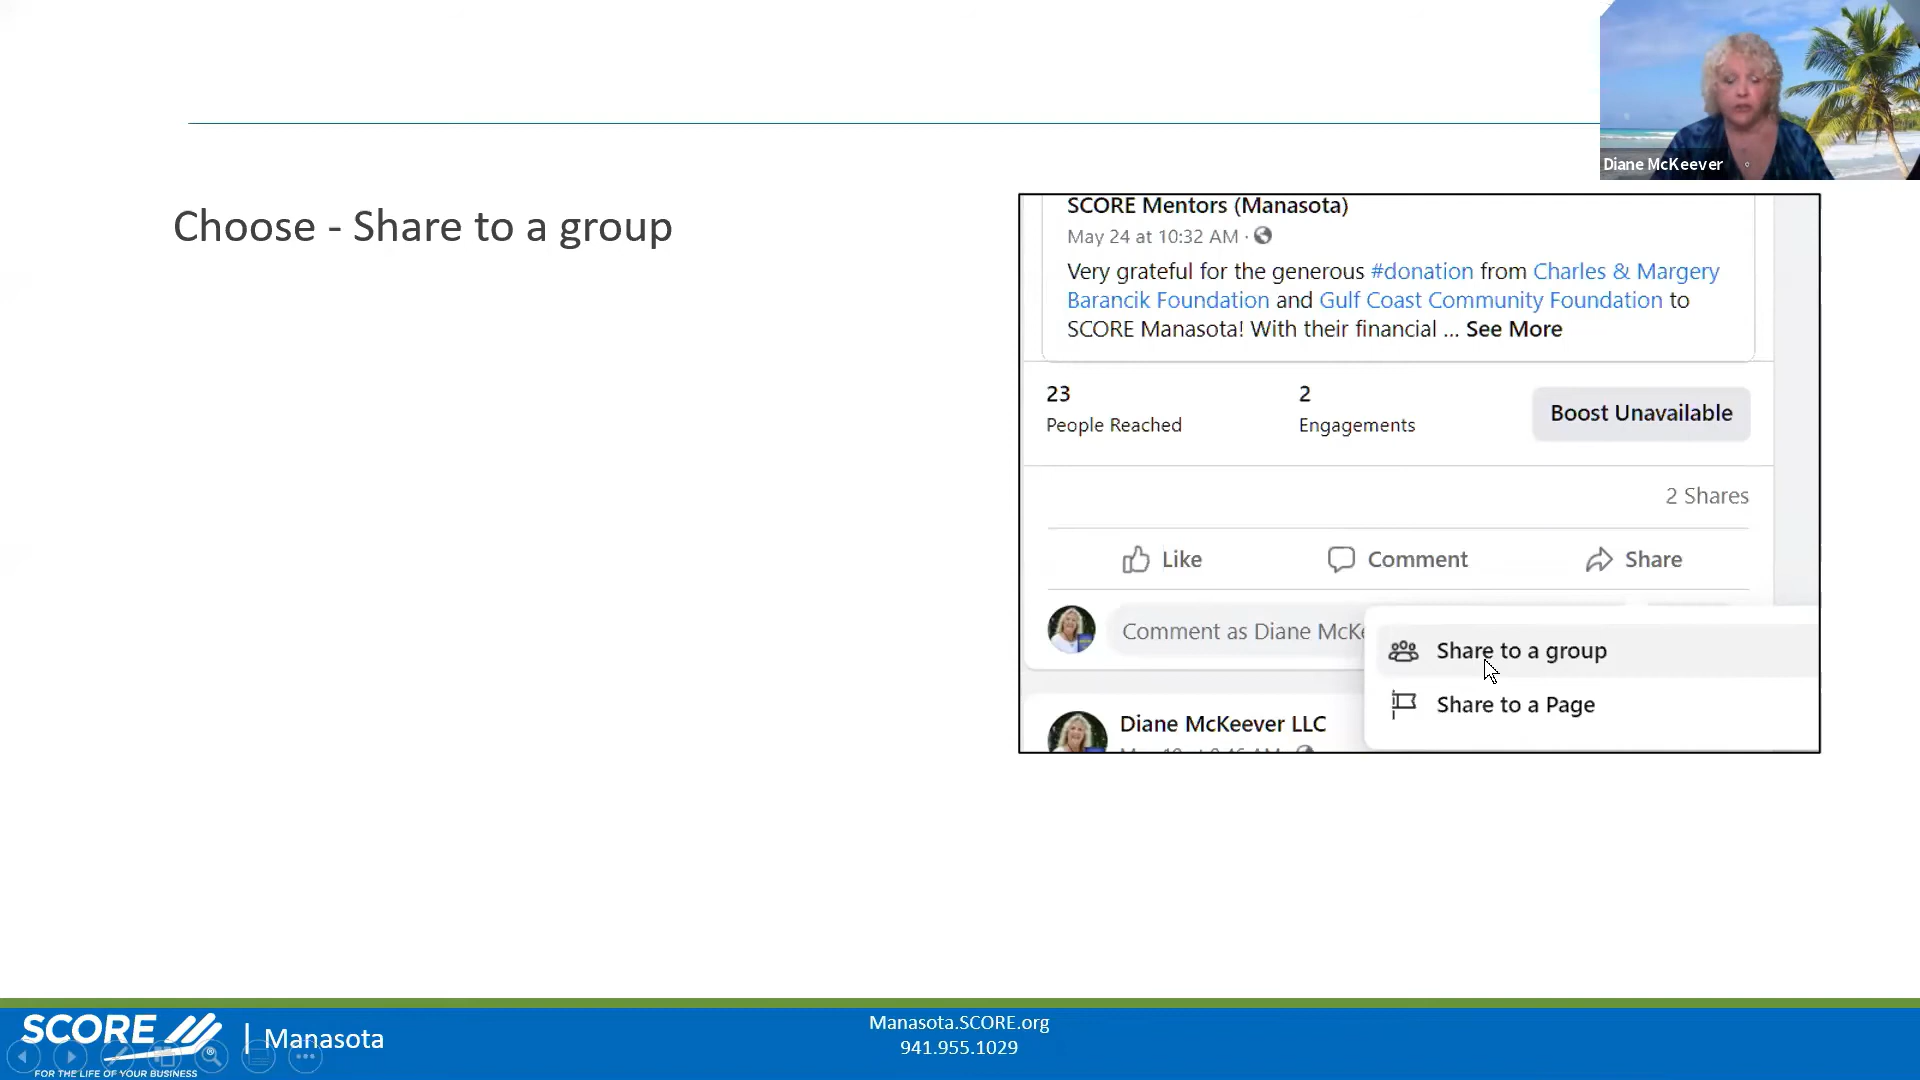 Diane McKeever
Choose - Share to a group
SCORE Mentors (Manasota)
May 24 at 10:32 AM ·
Very grateful for the generous #donation from Charles & Margery
Barancik Foundation and Gulf Coast Community Foundation to
SCORE Manasota! With their financial ... See More
23
People Reached
2
Engagements
Boost Unavailable
2 Shares
Like
Comment
Share
Comment as Diane McKe
Share to a group
Share to a Page
Diane McKeever LLC
SCORE
®
FOR THE LIFE OF YOUR BUSINESS
| Manasota
Manasota.SCORE.org
941.955.1029